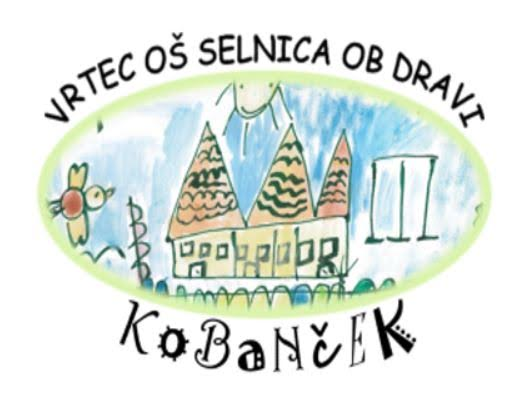 VRTEC OŠ SELNICA OB DRAVI
KoBaNčEK